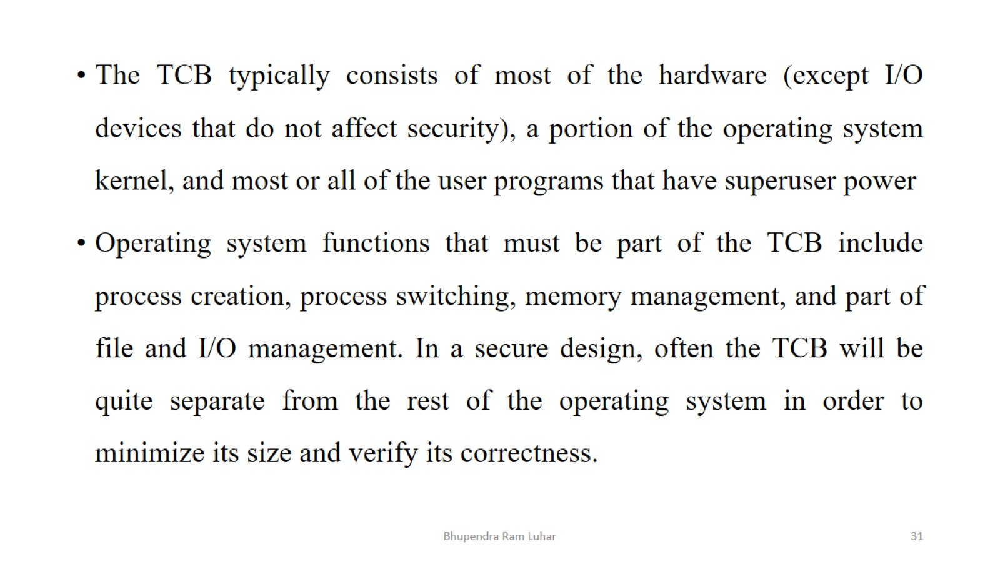 • The TCB typically consists of most of the hardware (except I/O
devices that do not affect security), a portion of the operating system
kernel, and most or all of the user programs that have superuser power
• Operating system functions that must be part of the TCB include
process creation, process switching, memory management, and part of
file and I/O management. In a secure design, often the TCB will be
quite separate from the rest of the operating system in order to
minimize its size and verify its correctness.
Bhupendra Ram Luhar
31